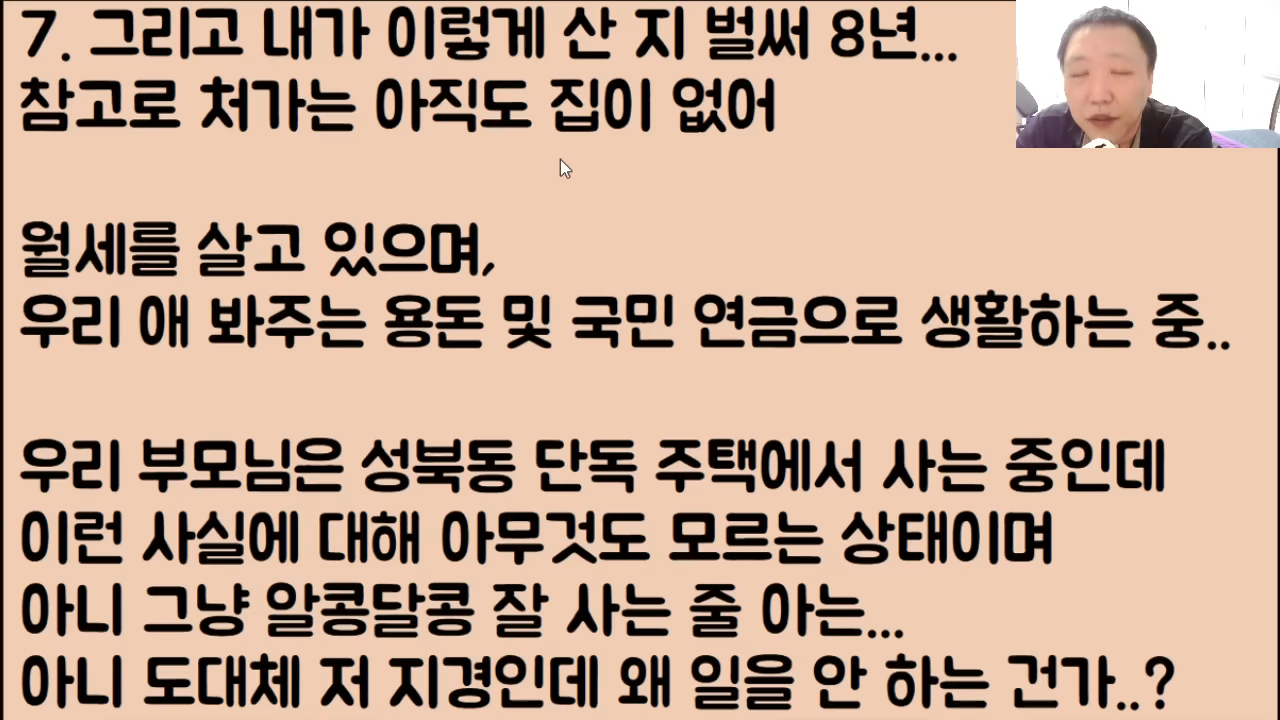 7. 그리고 내가 이렇게 산 지 벌써 8년...
참고로 처가는 아직도 집이 없어
월세를 살고 있으며,
우리 애 봐주는 용돈 및 국민 연금으로 생활하는 중..
우리 부모님은 성북동 단독 주택에서 사는 중인데
이런 사실에 대해 아무것도 모르는 상태이며
아니 그냥 알콩달콩 잘 사는 줄 아는...
아니 도대체 저 지경인데 왜 일을 안 하는 건가..?